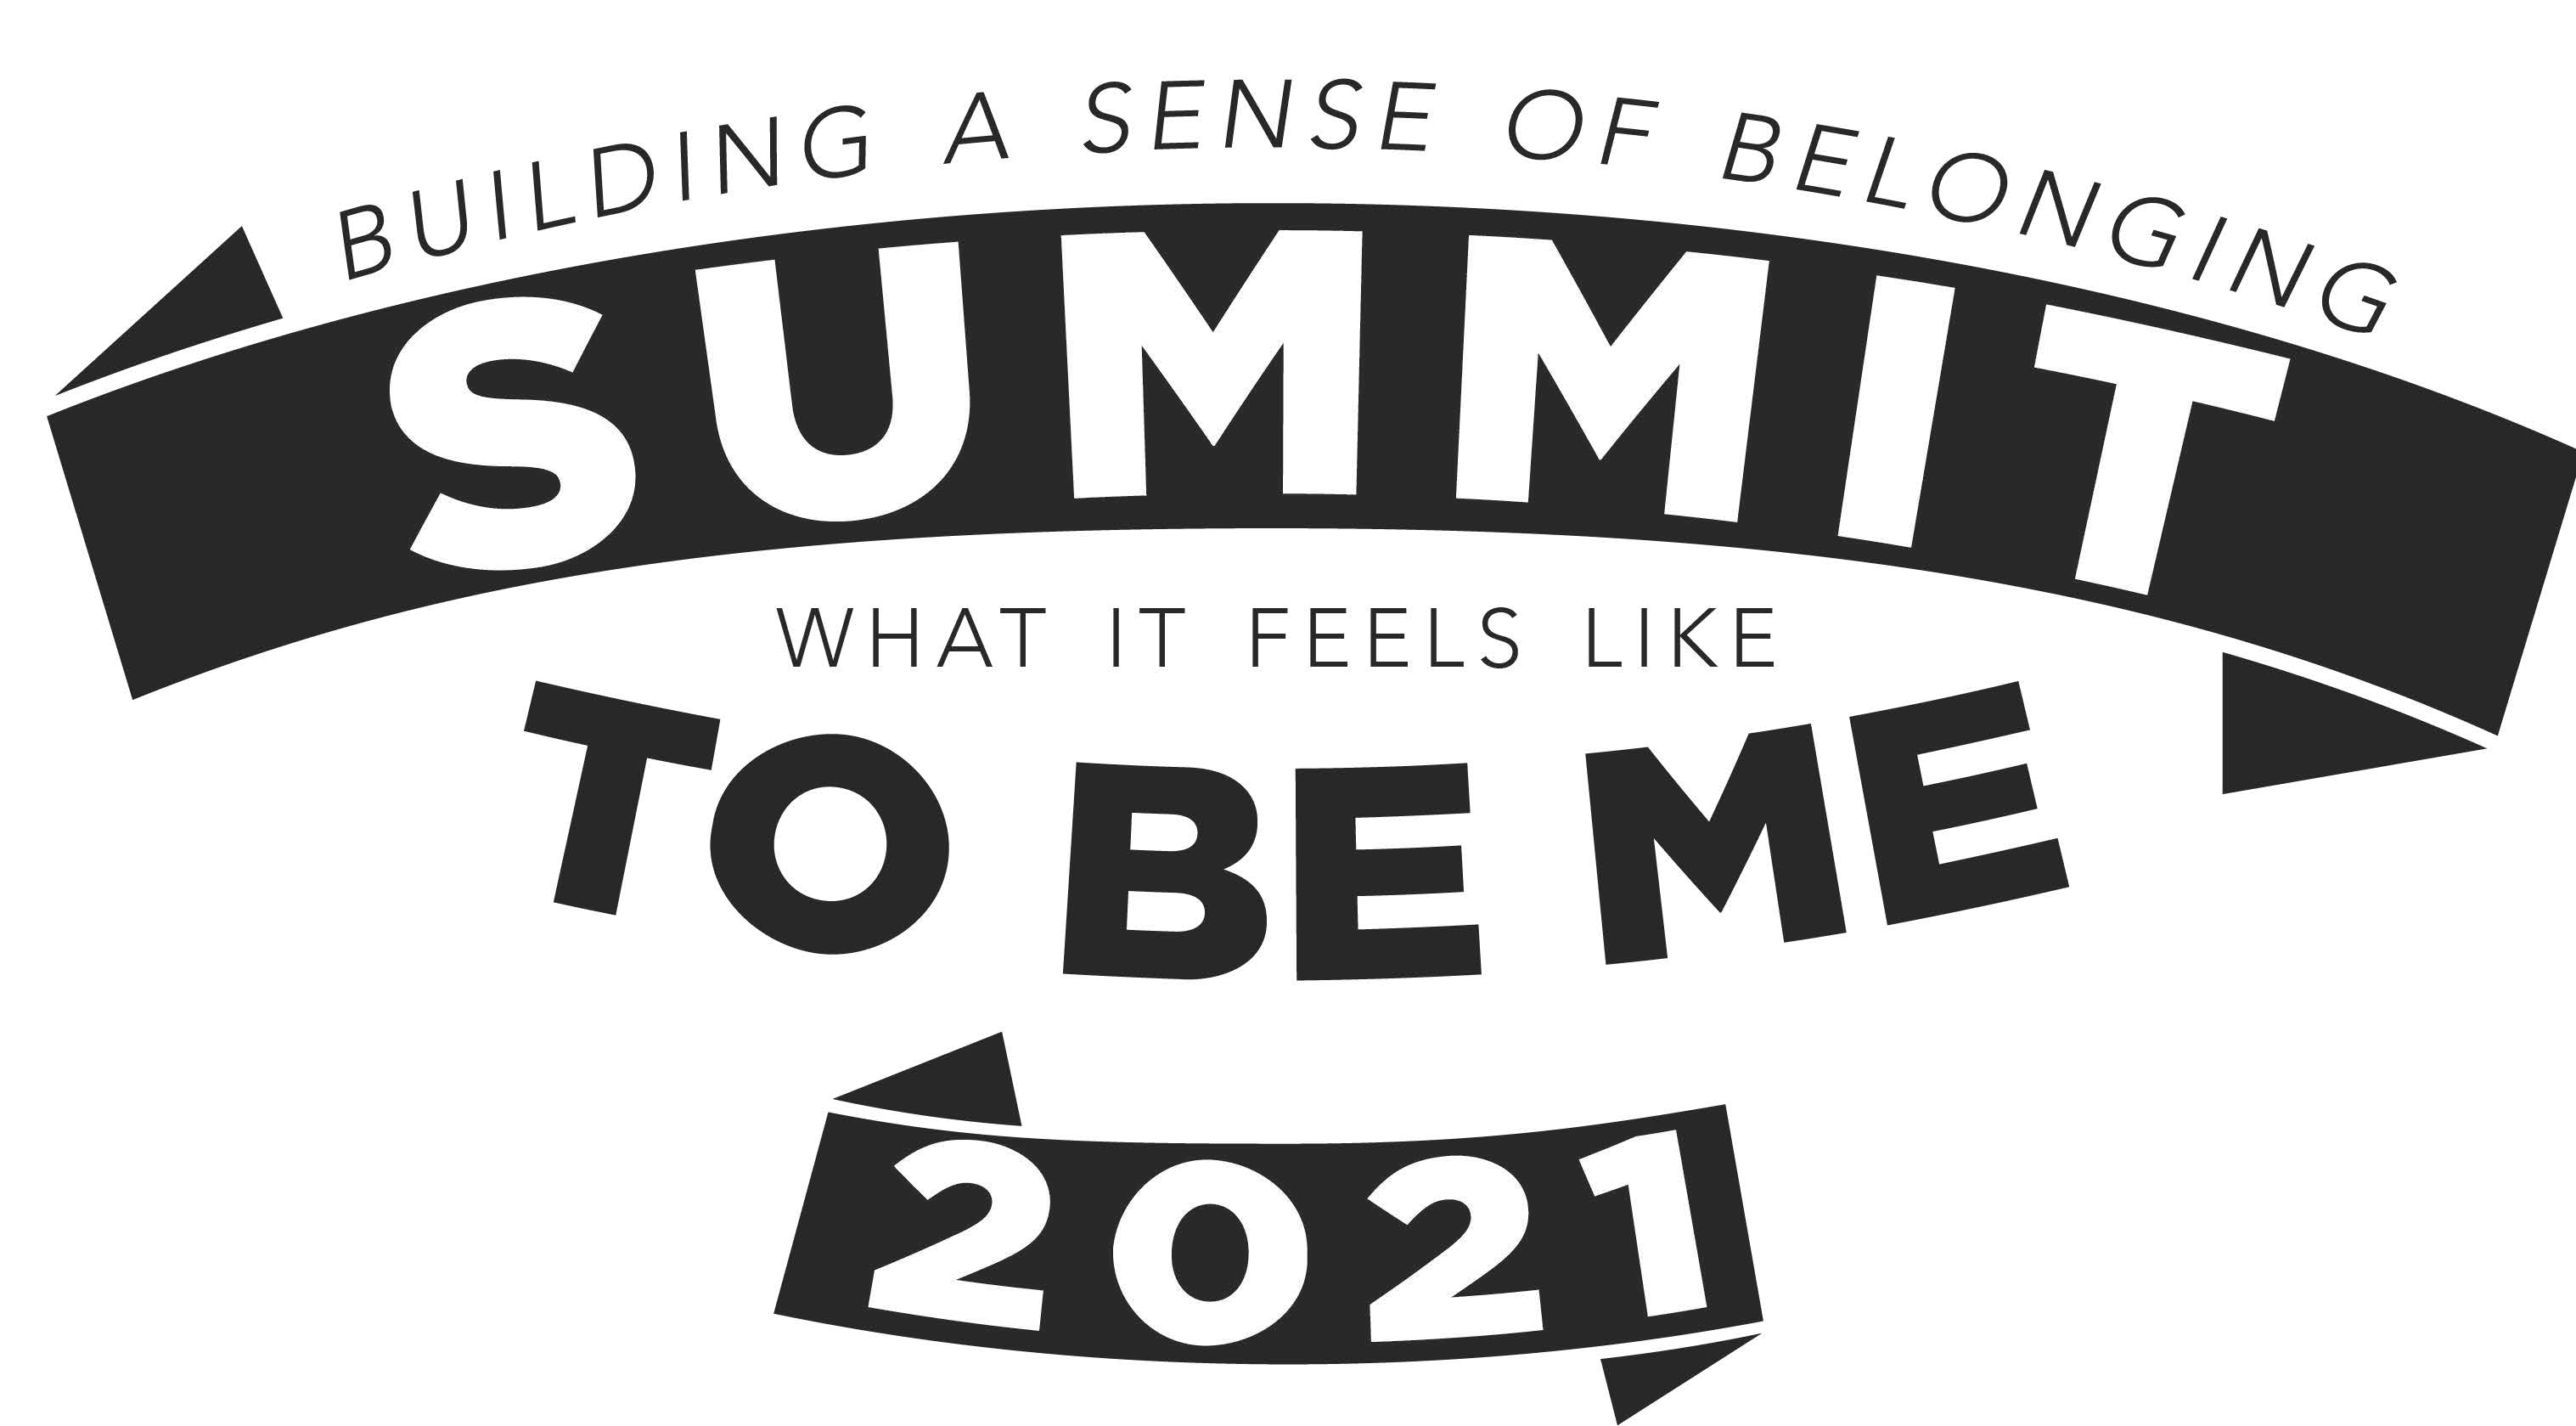 BUILDING A SENSE OF BELONGING
SUMMIT
WHAT IT FEELS LIKE
TO BE ME
2021